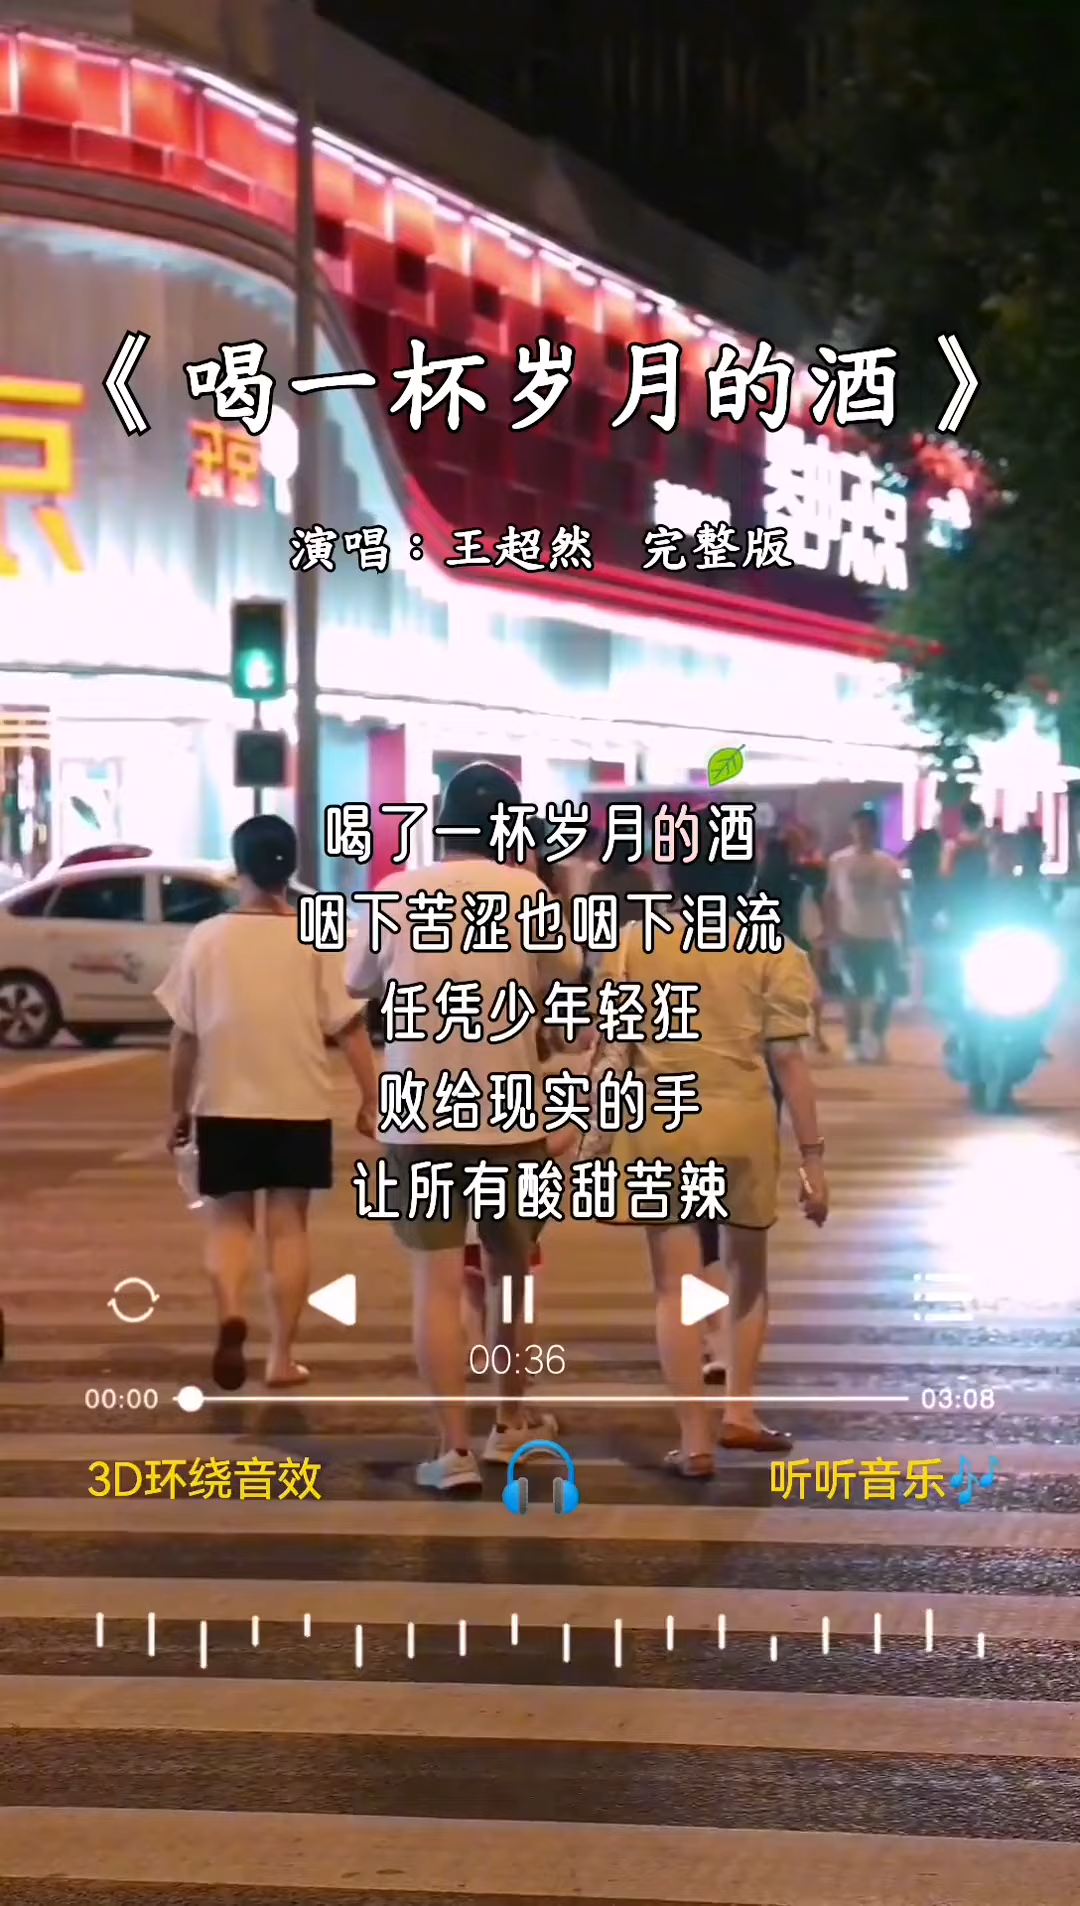 《喝一杯岁月的酒》
演唱：王超然 完整版
喝了一杯岁月的酒
咽下苦涩也咽下泪流
任凭少年轻狂
败给现实的手
让所有酸甜苦辣
00:36
00:00 03:08
3D环绕音效 听听音乐